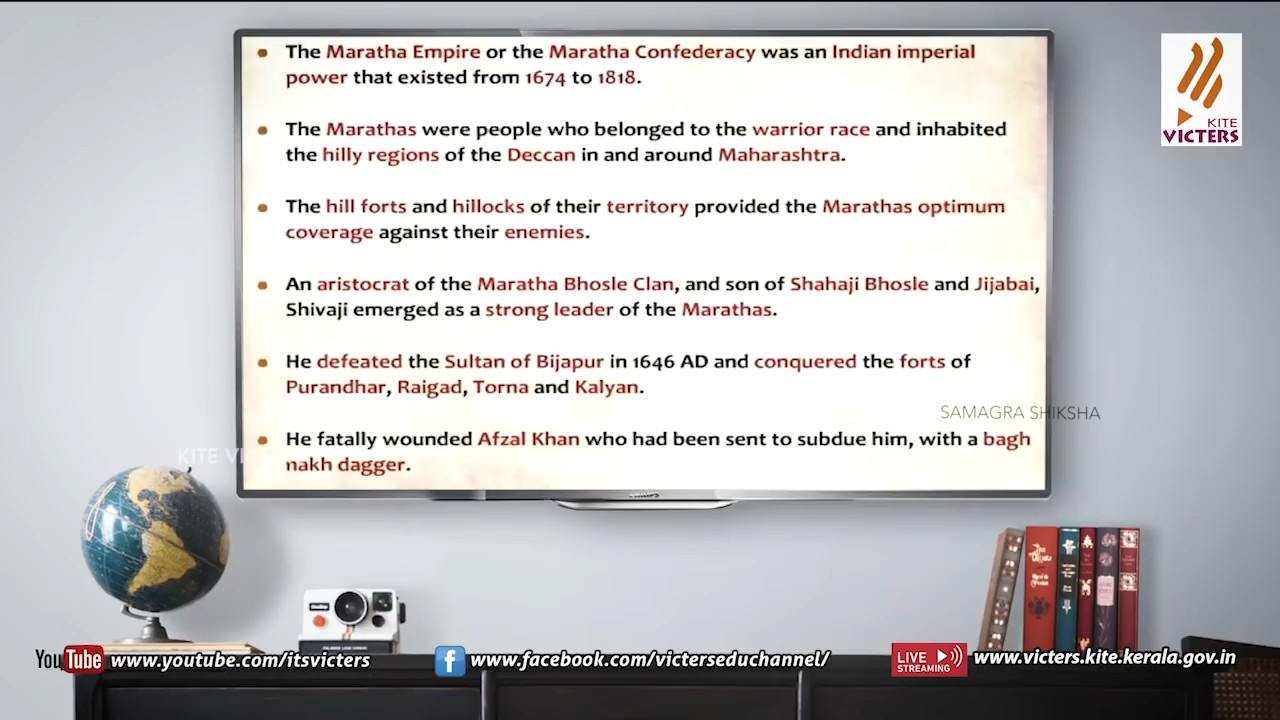 The Maratha Empire or the Maratha Confederacy was an Indian imperial
power that existed from 1674 to 1818.
The Marathas were people who belonged to the warrior race and inhabited
the hilly regions of the Deccan in and around Maharashtra.
The hill forts and hillocks of their territory provided the Marathas optimum
coverage against their enemies.
An aristocrat of the Maratha Bhosle Clan, and son of Shahaji Bhosle and Jijabai,
Shivaji emerged as a strong leader of the Marathas.
He defeated the Sultan of Bijapur in 1646 AD and conquered the forts of
Purandhar, Raigad, Torna and Kalyan.
He fatally wounded Afzal Khan who had been sent to subdue him, with a bagh
nakh dagger.
KITE
VICTERS
SAMAGRA SHIKSHA
KITE
PHILIPS
You Tube www.youtube.com/itsvicters
f www.facebook.com/victerseduchannel/
LIVE
STREAMING
www.victers.kite.kerala.gov.in